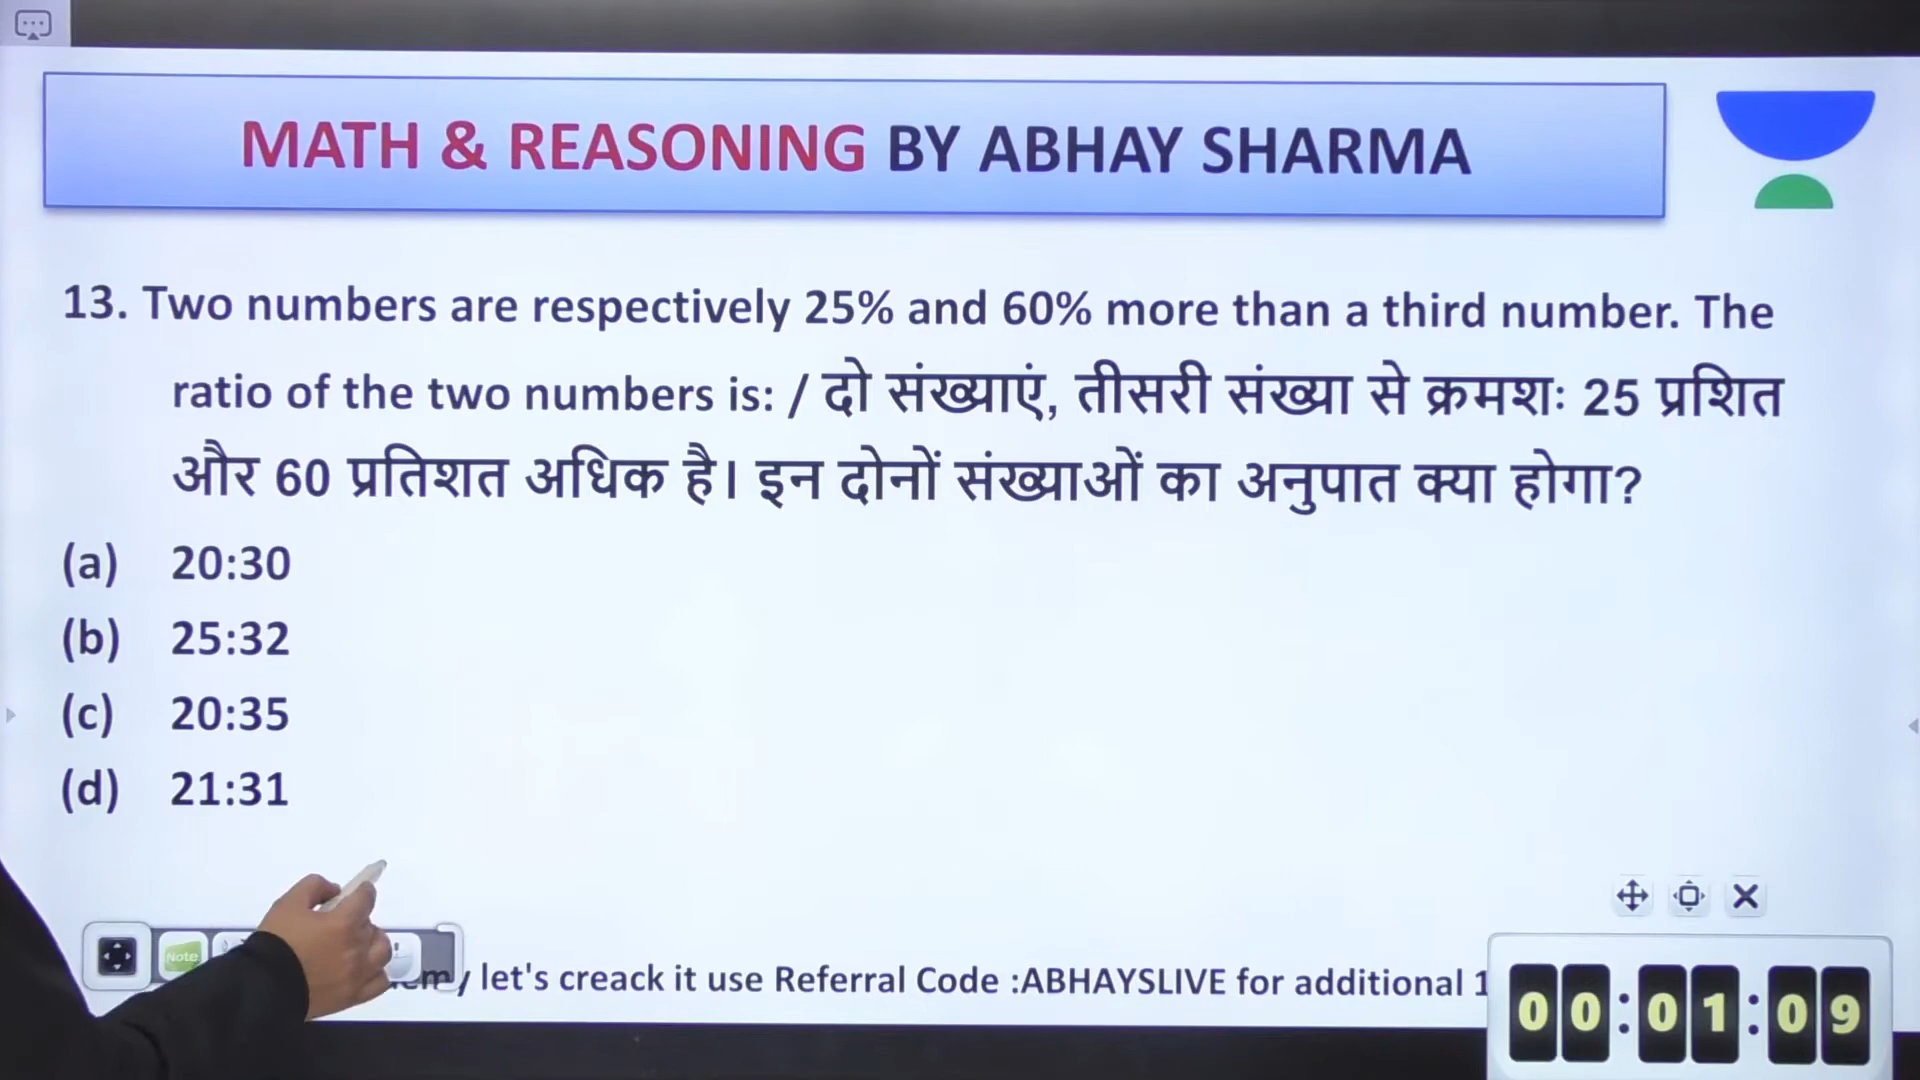 MATH & REASONING BY ABHAY SHARMA
13. Two numbers are respectively 25% and 60% more than a third number. The
ratio of the two numbers is: / दो संख्याएं, तीसरी संख्या से क्रमशः 25 प्रशित
और 60 प्रतिशत अधिक है। इन दोनों संख्याओं का अनुपात क्या होगा?
(a) 20:30
(b) 25:32
(c) 20:35
(d) 21:31
Note
let's creack it use Referral Code :ABHAYSLIVE for additional 1
00:01:09